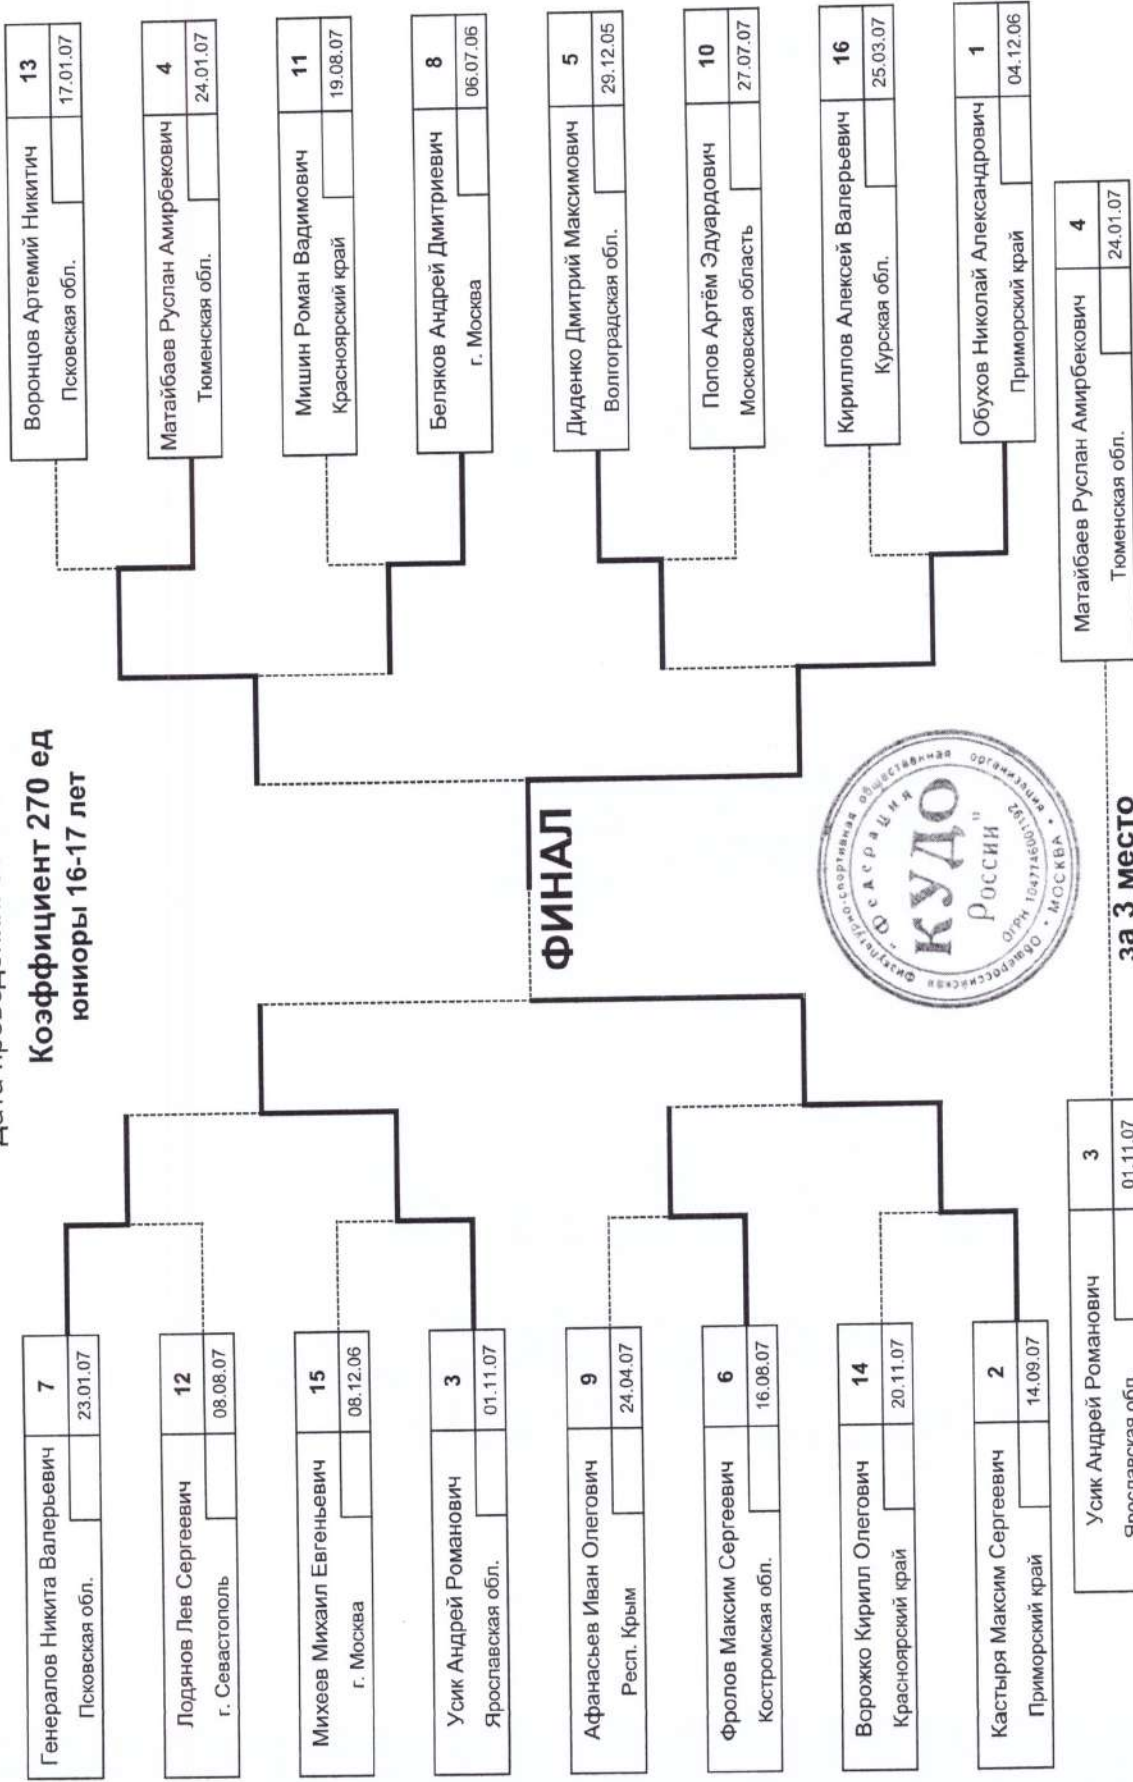 Коэффициент 270 ед
юниоры 16-17 лет
Генералов Никита Валерьевич 7
Псковская обл. 23.01.07
Лодянов Лев Сергеевич 12
г. Севастополь 08.08.07
Михеев Михаил Евгеньевич 15
г. Москва 08.12.06
Усик Андрей Романович 3
Ярославская обл. 01.11.07
Афанасьев Иван Олегович 9
Респ. Крым 24.04.07
Фролов Максим Сергеевич 6
Костромская обл. 16.08.07
Ворожко Кирилл Олегович 14
Красноярский край 20.11.07
Кастыря Максим Сергеевич 2
Приморский край 14.09.07
ФИНАЛ
Воронцов Артемий Никитич 13
Псковская обл. 17.01.07
Матайбаев Руслан Амирбекович 4
Тюменская обл. 24.01.07
Мишин Роман Вадимович 11
Красноярский край 19.08.07
Беляков Андрей Дмитриевич 8
г. Москва 06.07.06
Диденко Дмитрий Максимович 5
Волгоградская обл. 29.12.05
Попов Артём Эдуардович 10
Московская область 27.07.07
Кириллов Алексей Валерьевич 16
Курская обл. 25.03.07
Обухов Николай Александрович 1
Приморский край 04.12.06
Общероссийская физкультурно-спортивная общественная организация • МОСКВА •
"Федерация
КУДО
России"
ОГРН 1047746001192
Усик Андрей Романович 3
Ярославская обл. 01.11.07
за 3 место
Матайбаев Руслан Амирбекович 4
Тюменская обл. 24.01.07